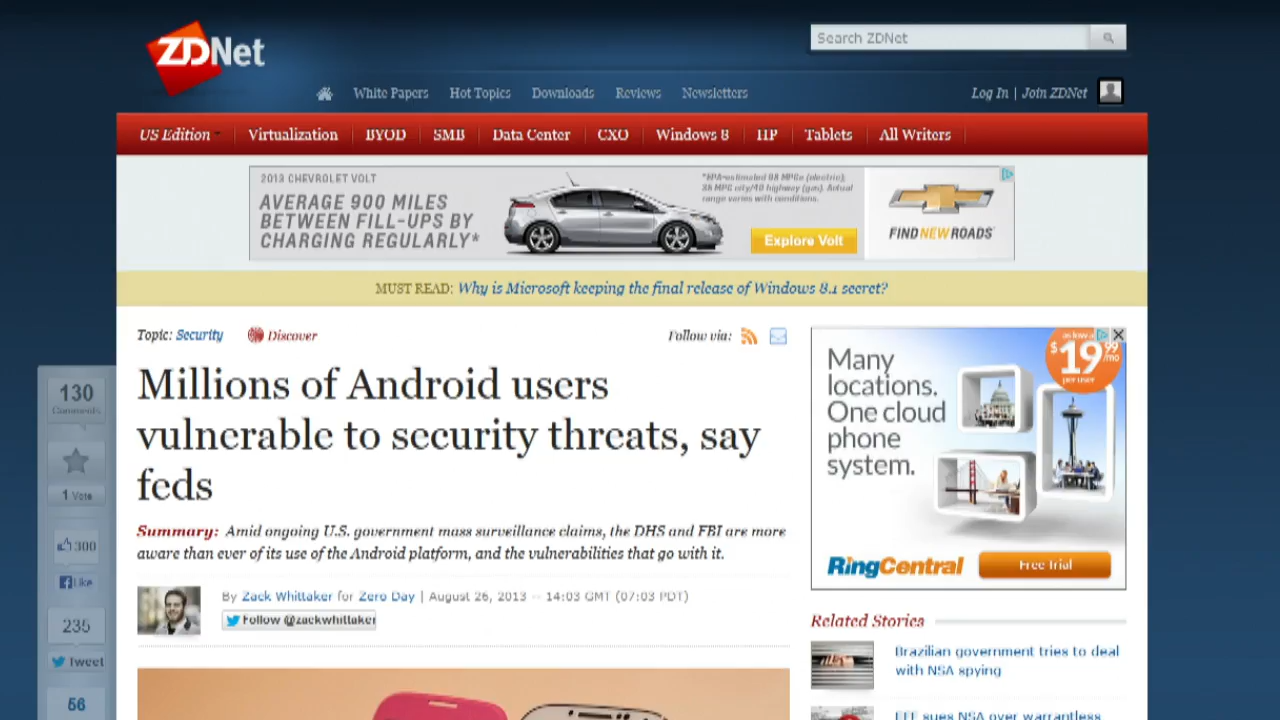 ZDNet
Search ZDNet
White Papers Hot Topics Downloads Reviews Newsletters
Log In | Join ZDNet
US Edition Virtualization BYOD SMB Data Center CXO Windows 8 HP Tablets All Writers
2013 CHEVROLET VOLT
AVERAGE 900 MILES
BETWEEN FILL-UPS BY
CHARGING REGULARLY*
*EPA-estimated 98 MPGe (electric);
35 MPG city/40 highway (gas). Actual
range varies with conditions.
Explore Volt
FIND NEW ROADS
MUST READ: Why is Microsoft keeping the final release of Windows 8.1 secret?
Topic: Security Discover
Follow via:
Millions of Android users
vulnerable to security threats, say
feds
Summary: Amid ongoing U.S. government mass surveillance claims, the DHS and FBI are more
aware than ever of its use of the Android platform, and the vulnerabilities that go with it.
By Zack Whittaker for Zero Day | August 26, 2013 -- 14:03 GMT (07:03 PDT)
Follow @zackwhittaker
130
Comments
1 Vote
300
Like
235
Tweet
56
as low as
$19.99
/mo
per user
Many
locations.
One cloud
phone
system.
RingCentral
Free Trial
Related Stories
Brazilian government tries to deal
with NSA spying
EFF sues NSA over warrantless